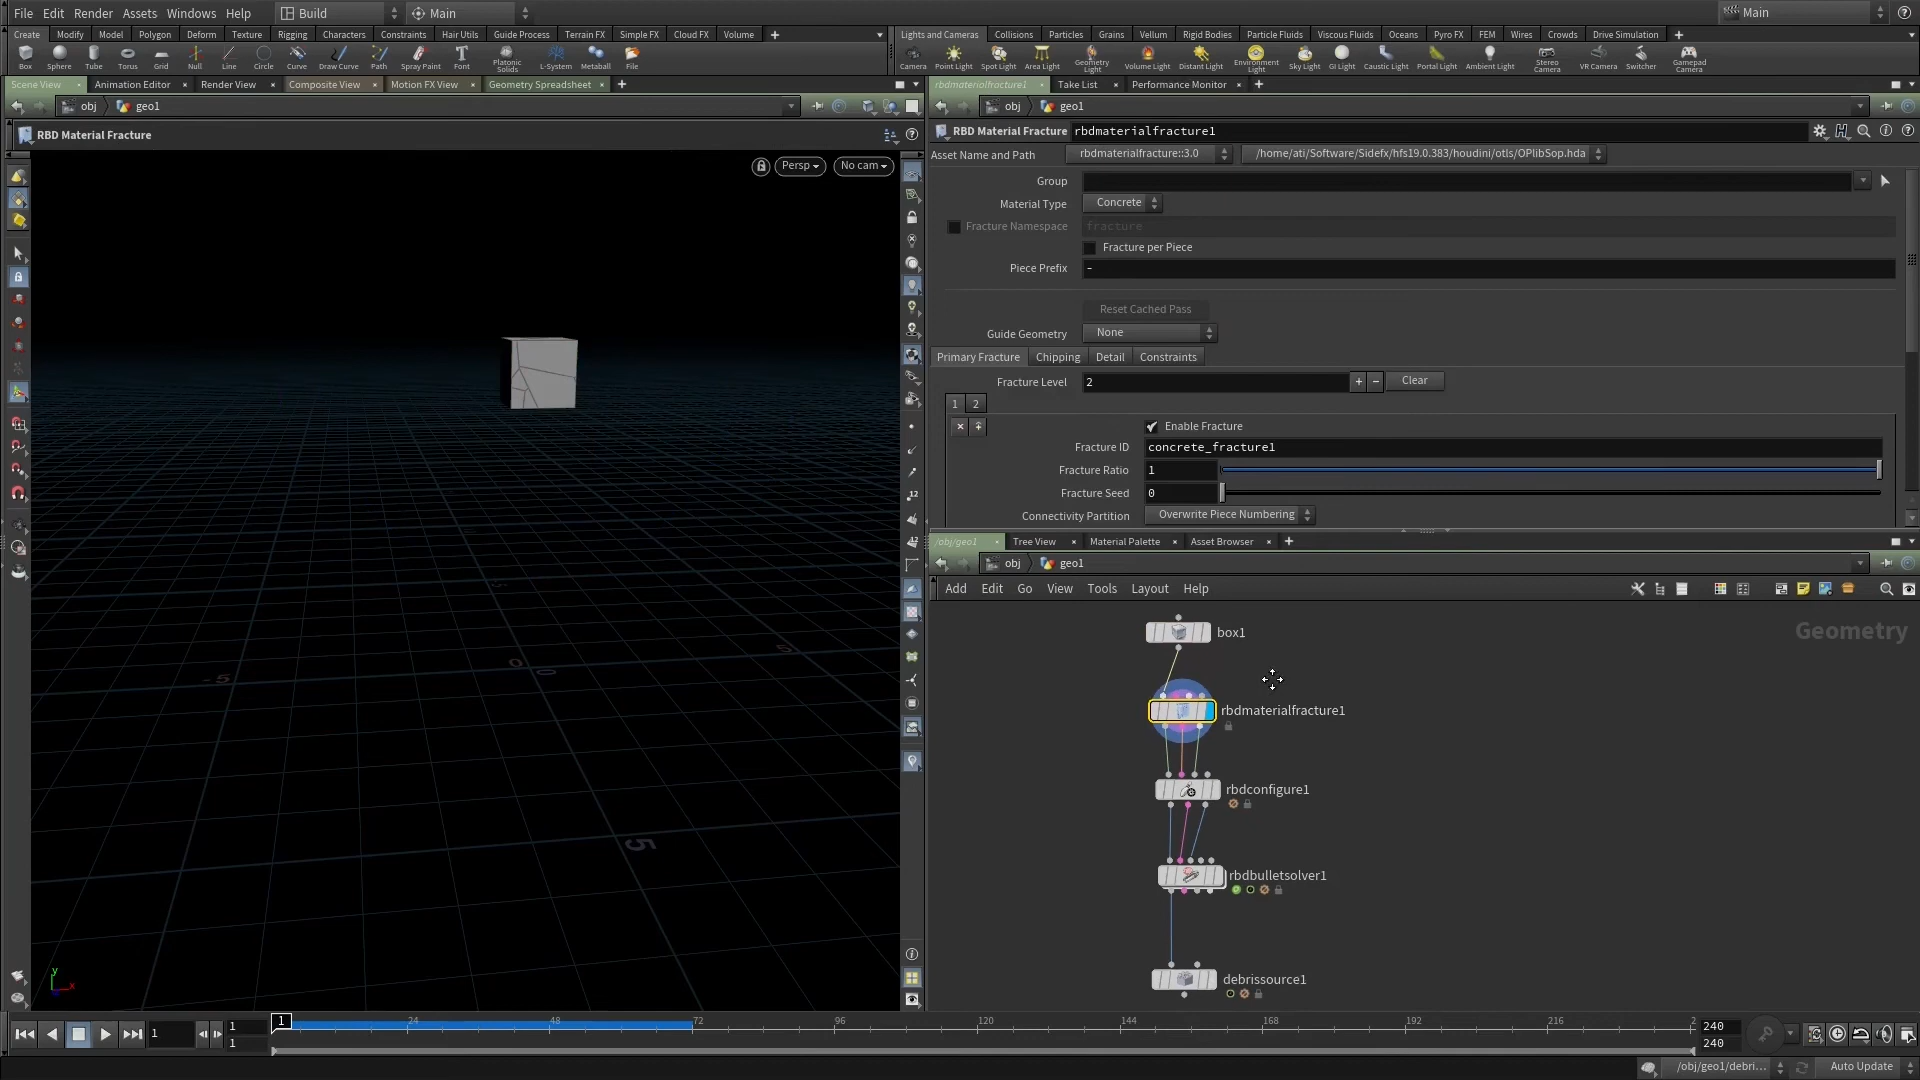 File Edit Render Assets Windows Help Build Main Main
Create Modify Model Polygon Deform Texture Rigging Characters Constraints Hair Utils Guide Process Terrain FX Simple FX Cloud FX Volume
Lights and Cameras Collisions Particles Grains Vellum Rigid Bodies Particle Fluids Viscous Fluids Oceans Pyro FX FEM Wires Crowds Drive Simulation
Box Sphere Tube Torus Grid Null Line Circle Curve Draw Curve Path Spray Paint Font Platonic Solids L-System Metaball File
Camera Point Light Spot Light Area Light Geometry Light Volume Light Distant Light Environment Light Sky Light GI Light Caustic Light Portal Light Ambient Light Stereo Camera VR Camera Switcher Gamepad Camera
Scene View Animation Editor Render View Composite View Motion FX View Geometry Spreadsheet
rbdmaterialfracture1 Take List Performance Monitor
obj geo1
obj geo1
RBD Material Fracture
RBD Material Fracture rbdmaterialfracture1
Asset Name and Path rbdmaterialfracture::3.0 /home/ati/Software/Sidefx/hfs19.0.383/houdini/otls/OPlibSop.hda
Persp No cam
Group
Material Type Concrete
Fracture Namespace fracture
Fracture per Piece
Piece Prefix -
Reset Cached Pass
Guide Geometry None
Primary Fracture Chipping Detail Constraints
Fracture Level 2 + − Clear
1 2
Enable Fracture
Fracture ID concrete_fracture1
Fracture Ratio 1
Fracture Seed 0
Connectivity Partition Overwrite Piece Numbering
/obj/geo1 Tree View Material Palette Asset Browser
obj geo1
Add Edit Go View Tools Layout Help
Geometry
box1
rbdmaterialfracture1
rbdconfigure1
rbdbulletsolver1
debrissource1
-5 0 0 5
5
y x
1 1 1
1 24 48 72 96 120 144 168 192 216 2
240
240
/obj/geo1/debri... Auto Update